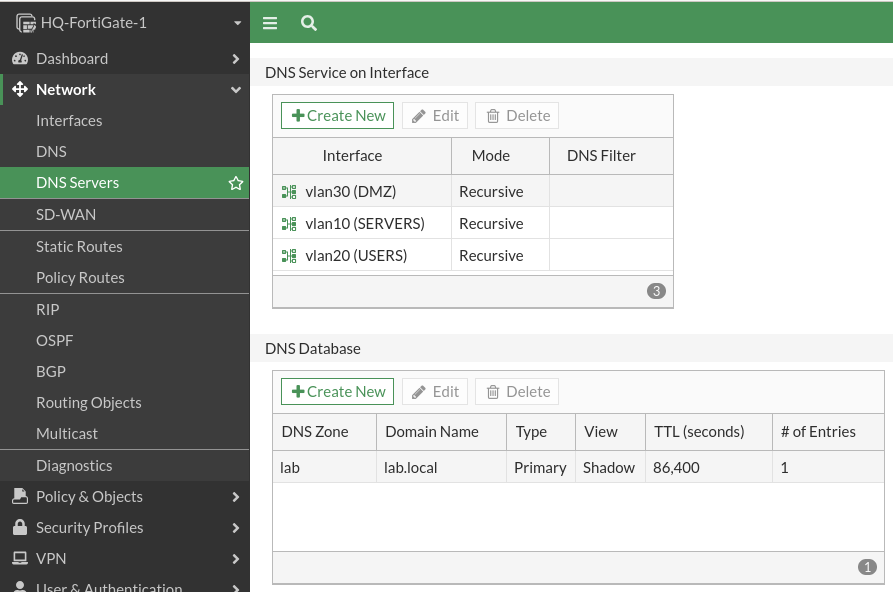 HQ-FortiGate-1
Dashboard
Network
Interfaces
DNS
DNS Servers
SD-WAN
Static Routes
Policy Routes
RIP
OSPF
BGP
Routing Objects
Multicast
Diagnostics
Policy & Objects
Security Profiles
VPN
User & Authentication
DNS Service on Interface
Create New Edit Delete
Interface Mode DNS Filter
vlan30 (DMZ) Recursive
vlan10 (SERVERS) Recursive
vlan20 (USERS) Recursive
3
DNS Database
Create New Edit Delete
DNS Zone Domain Name Type View TTL (seconds) # of Entries
lab lab.local Primary Shadow 86,400 1
1